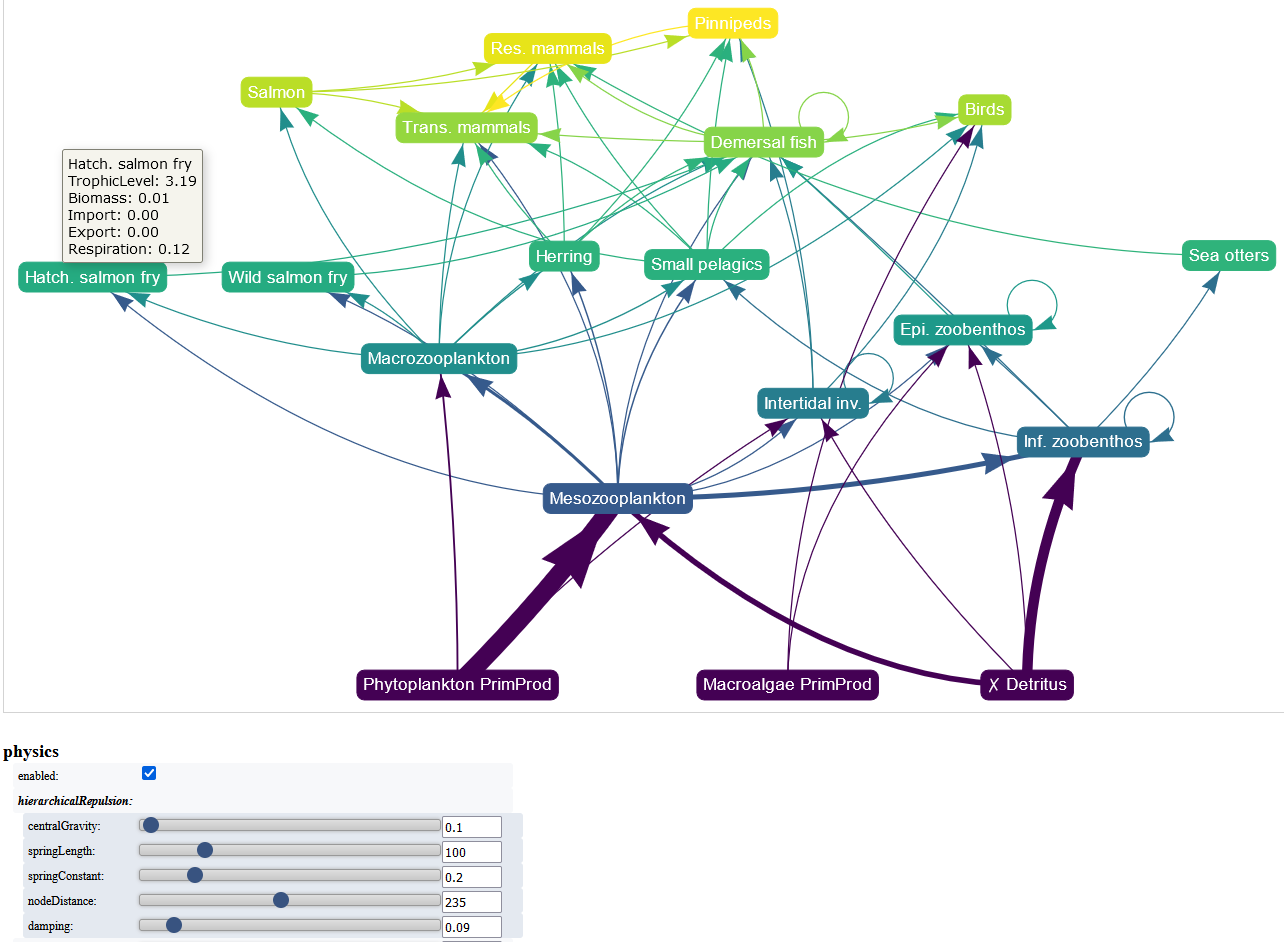 Pinnipeds
Res. mammals
Salmon
Birds
Trans. mammals
Demersal fish
Hatch. salmon fry
TrophicLevel: 3.19
Biomass: 0.01
Import: 0.00
Export: 0.00
Respiration: 0.12
Herring
Sea otters
Small pelagics
Hatch. salmon fry
Wild salmon fry
Epi. zoobenthos
Macrozooplankton
Intertidal inv.
Inf. zoobenthos
Mesozooplankton
Phytoplankton PrimProd
Macroalgae PrimProd
☓ Detritus
physics
enabled:
hierarchicalRepulsion:
centralGravity: 0.1
springLength: 100
springConstant: 0.2
nodeDistance: 235
damping: 0.09